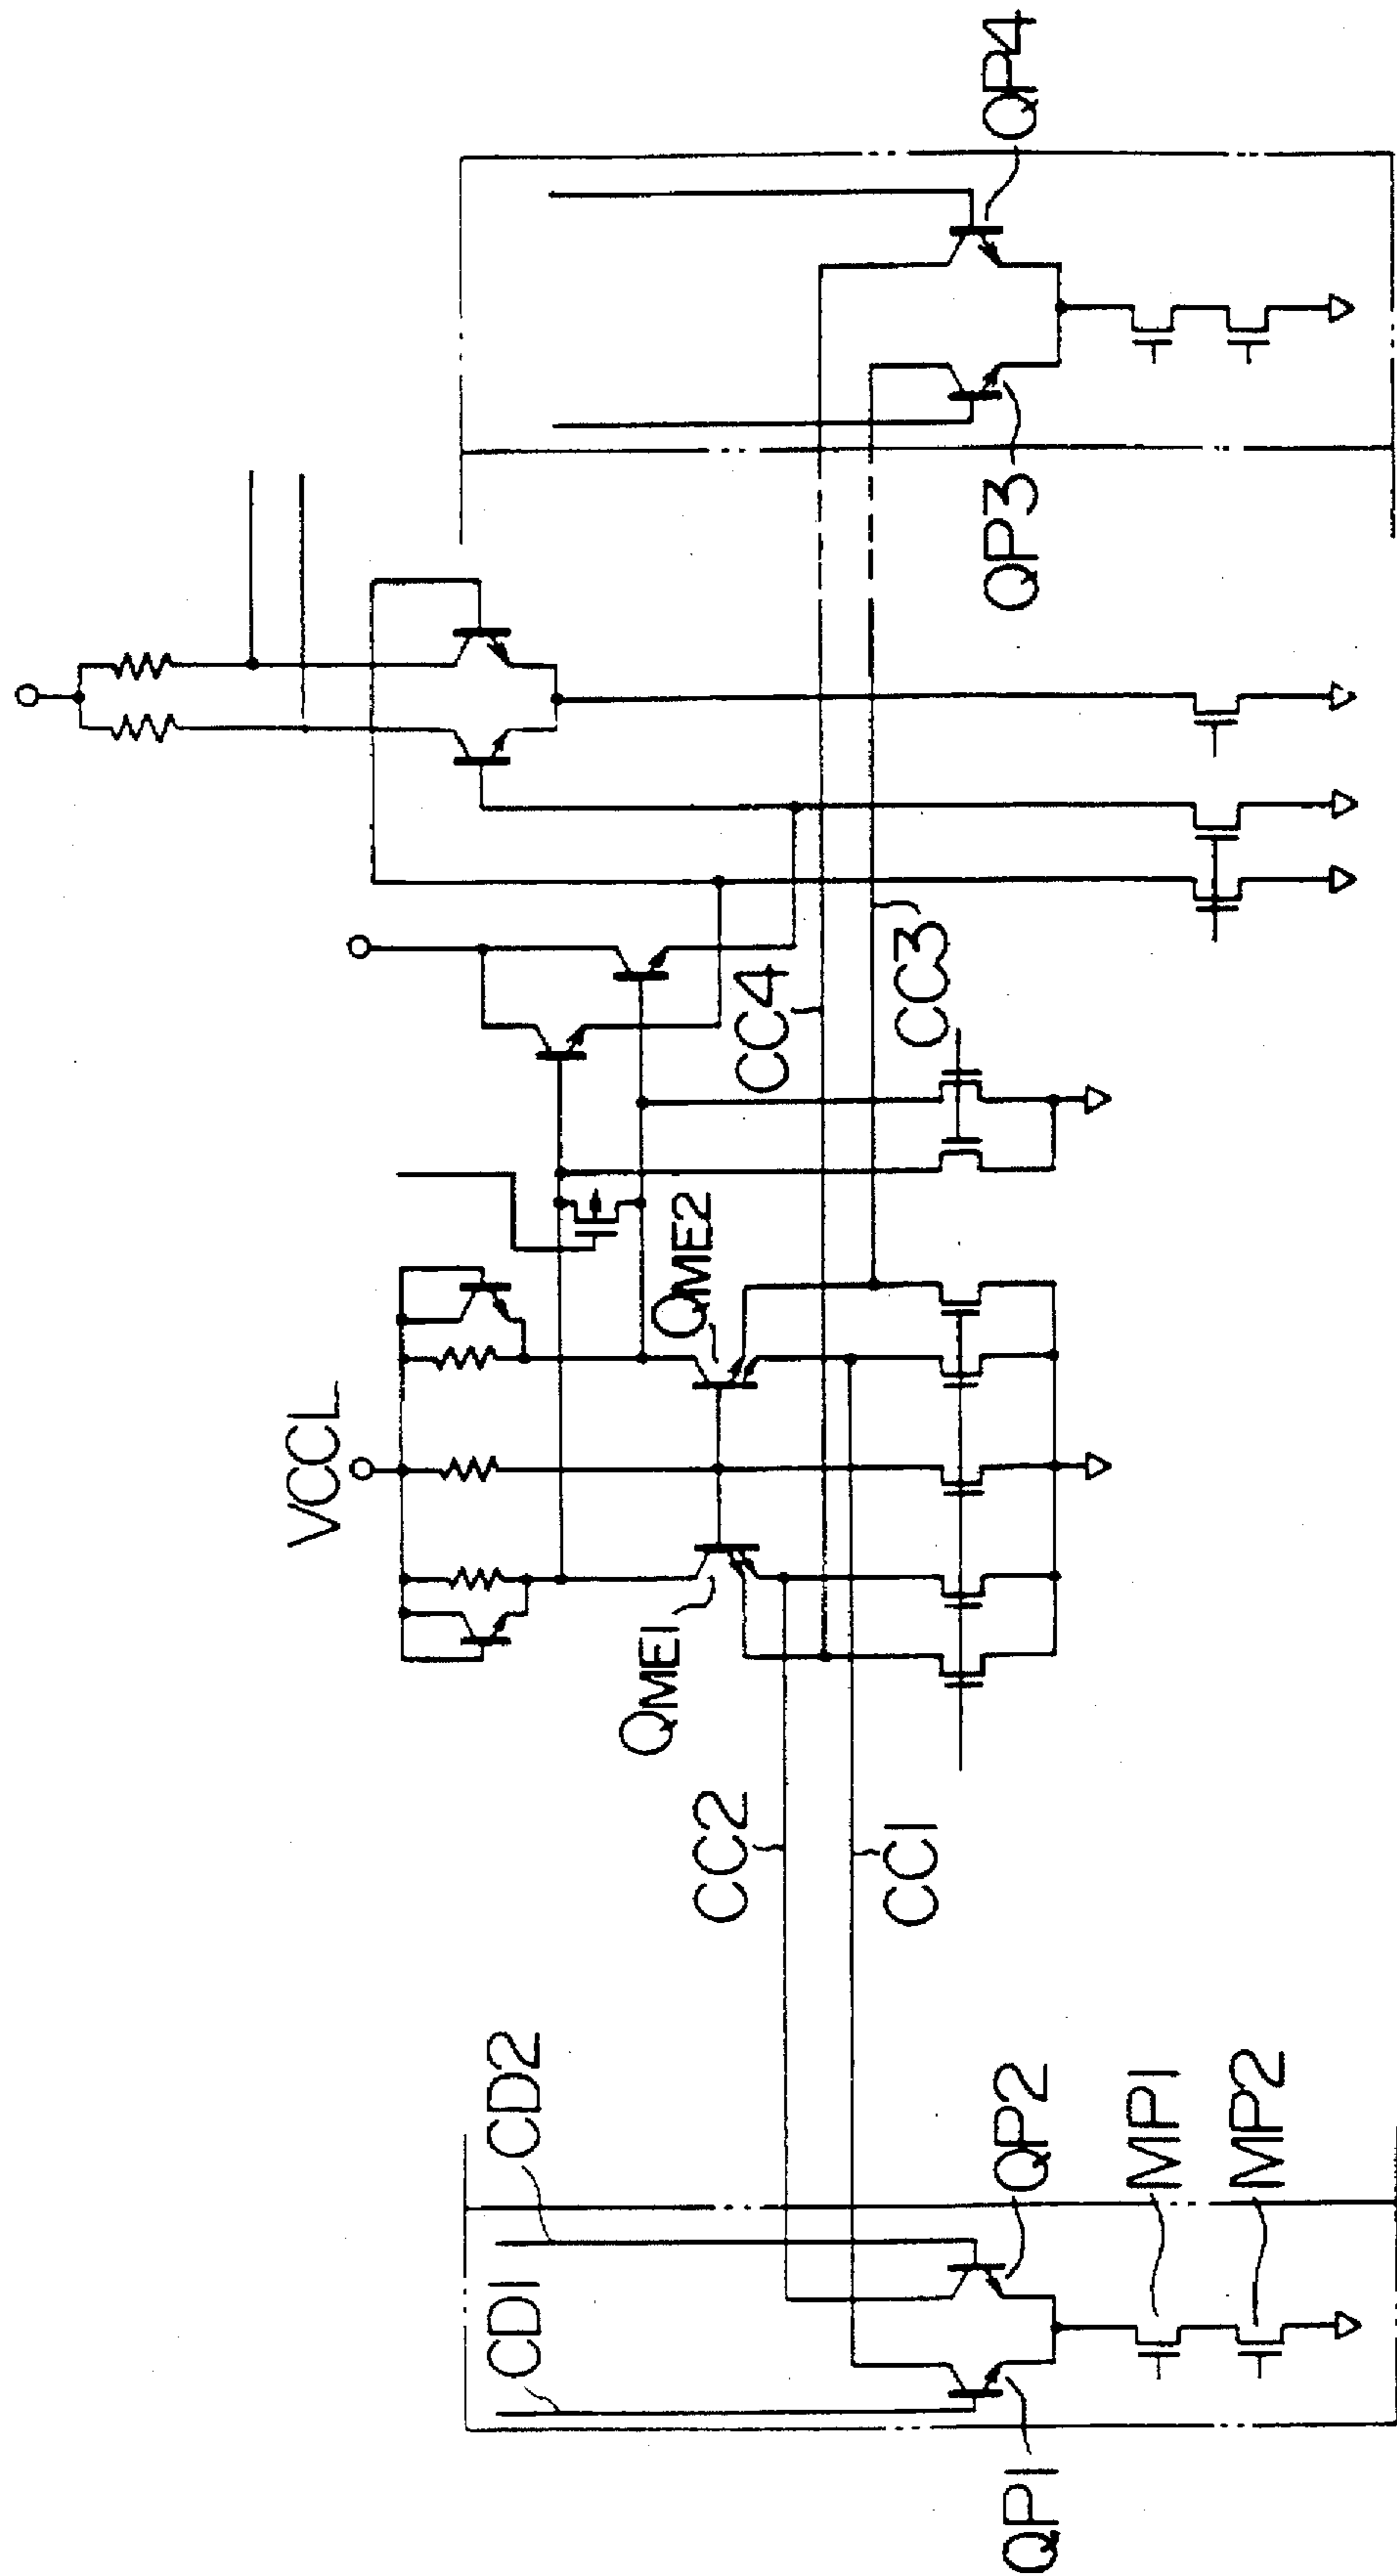 VCCL
CD1
CD2
QME1
QME2
CC2
CC1
CC4
CC3
QP1
QP2
MP1
MP2
QP3
QP4